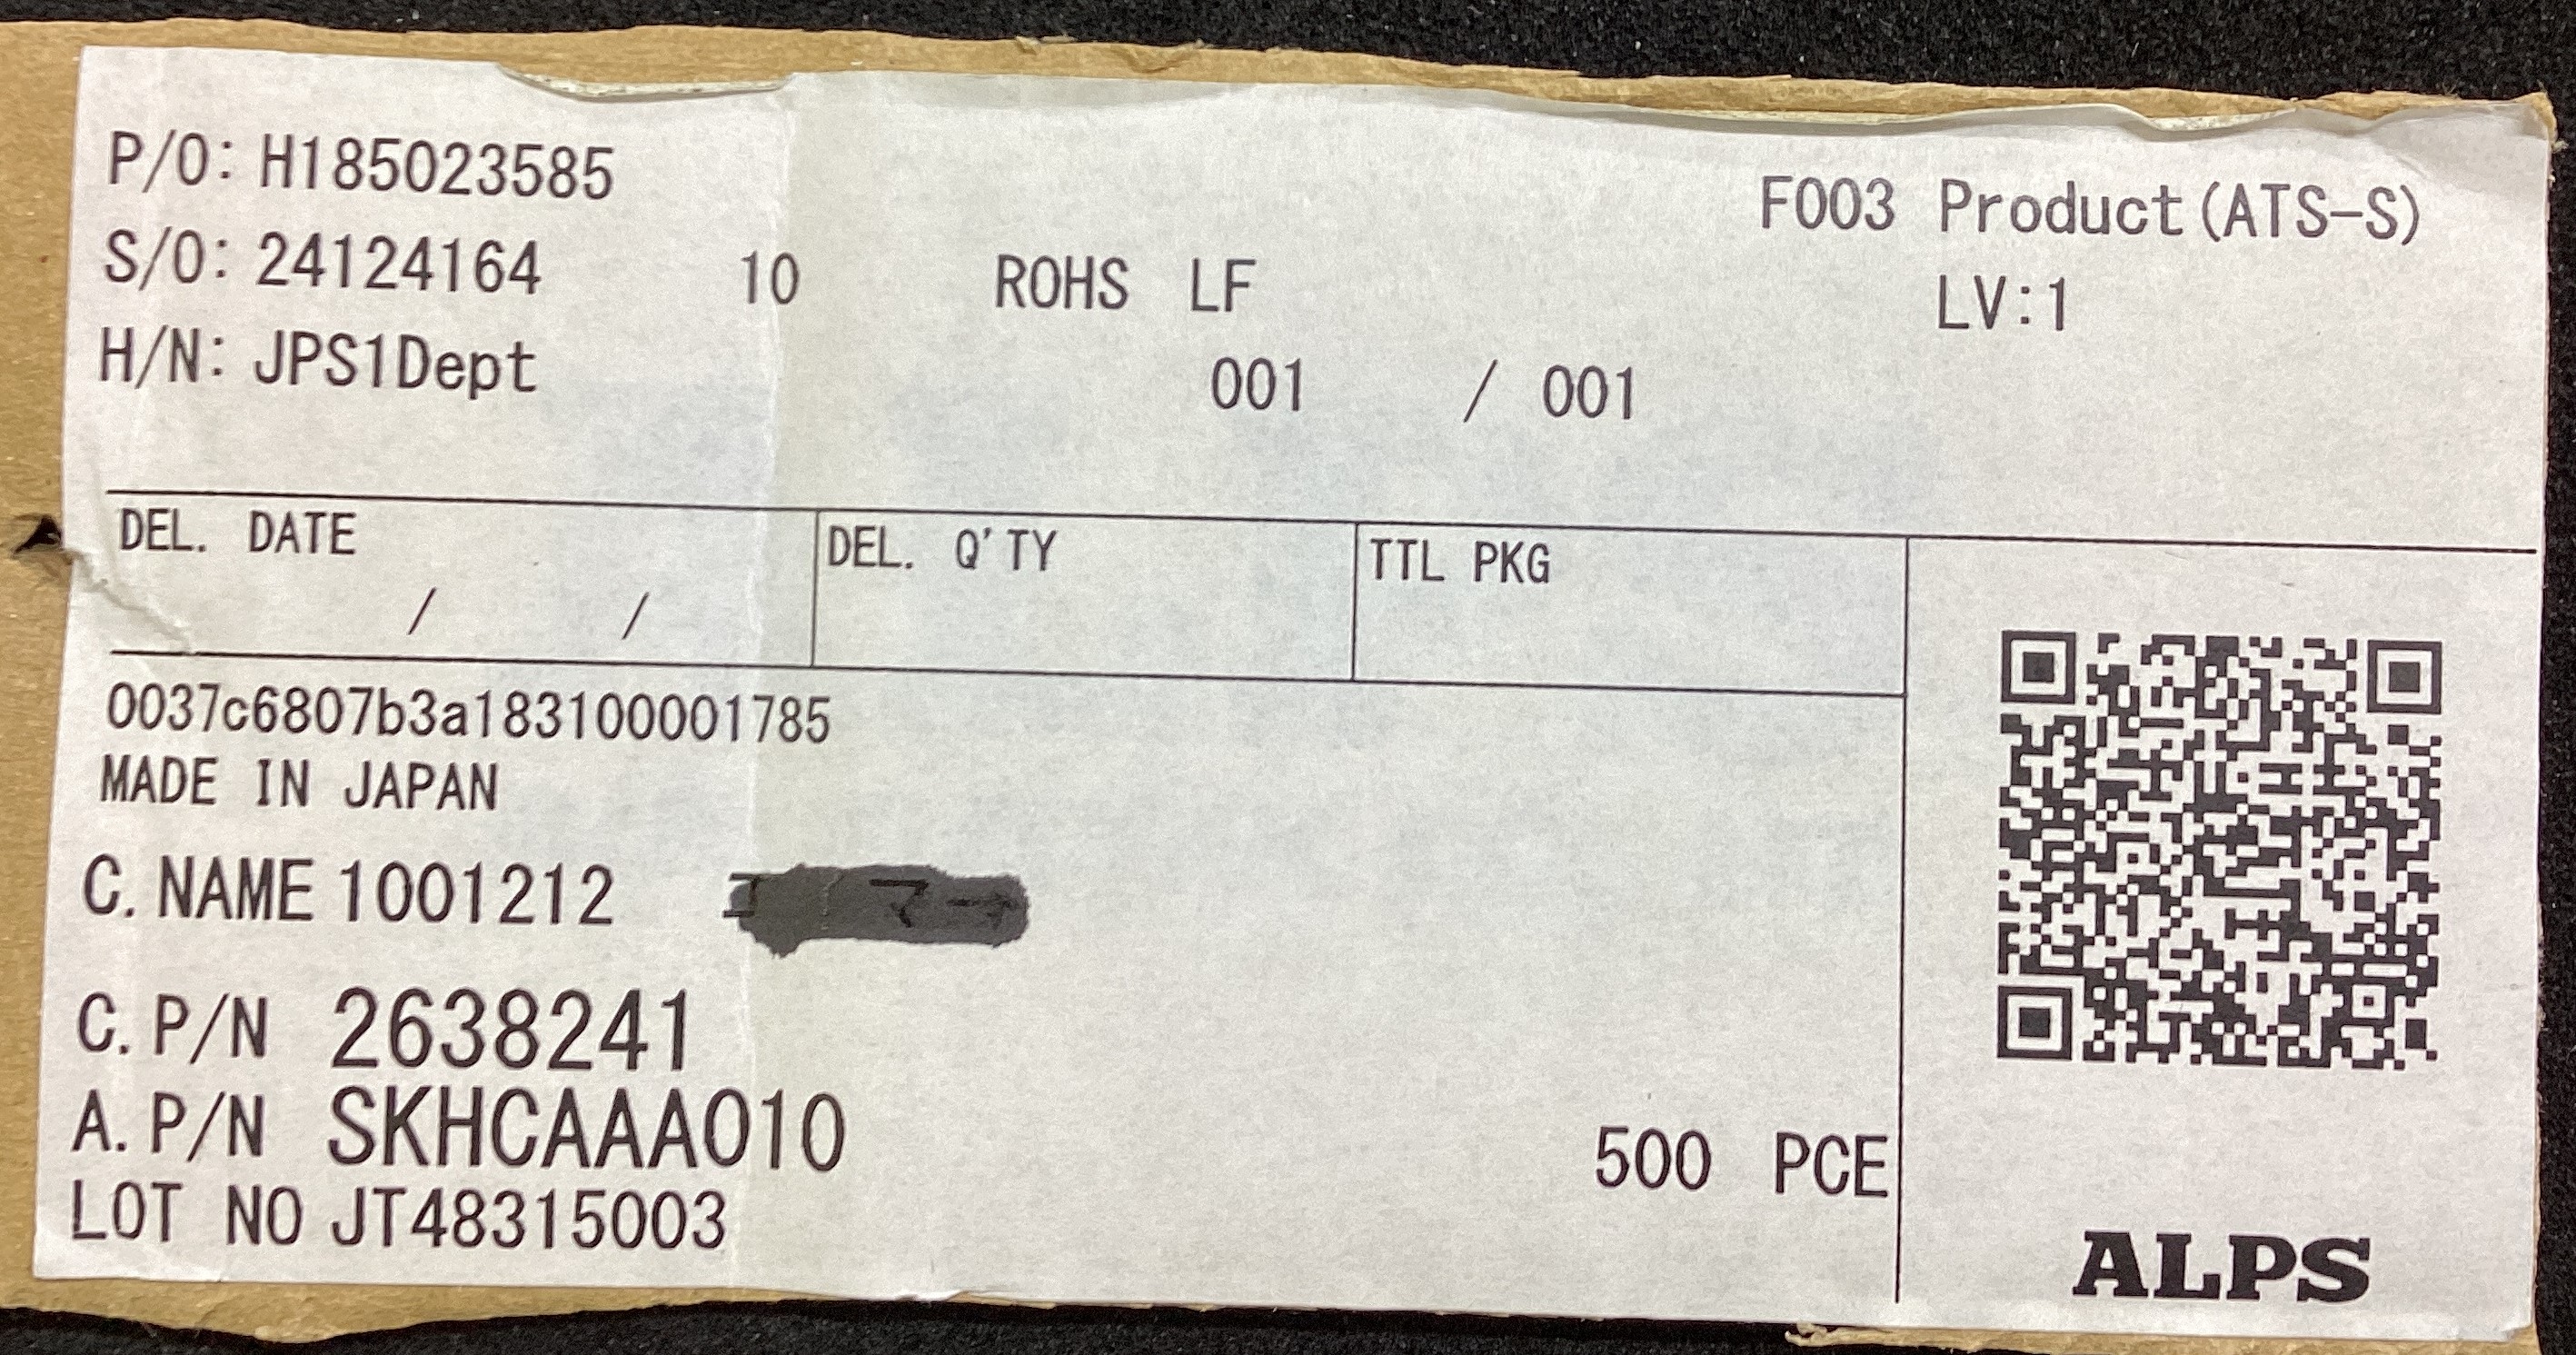 P/O: H185023585
F003 Product(ATS-S)
S/O: 24124164 10 ROHS LF
LV:1
H/N: JPS1Dept
001 / 001
DEL. DATE
DEL. Q'TY
TTL PKG
/ /
0037c6807b3a183100001785
MADE IN JAPAN
C. NAME 1001212
C. P/N 2638241
A. P/N SKHCAAA010
500 PCE
LOT NO JT48315003
ALPS